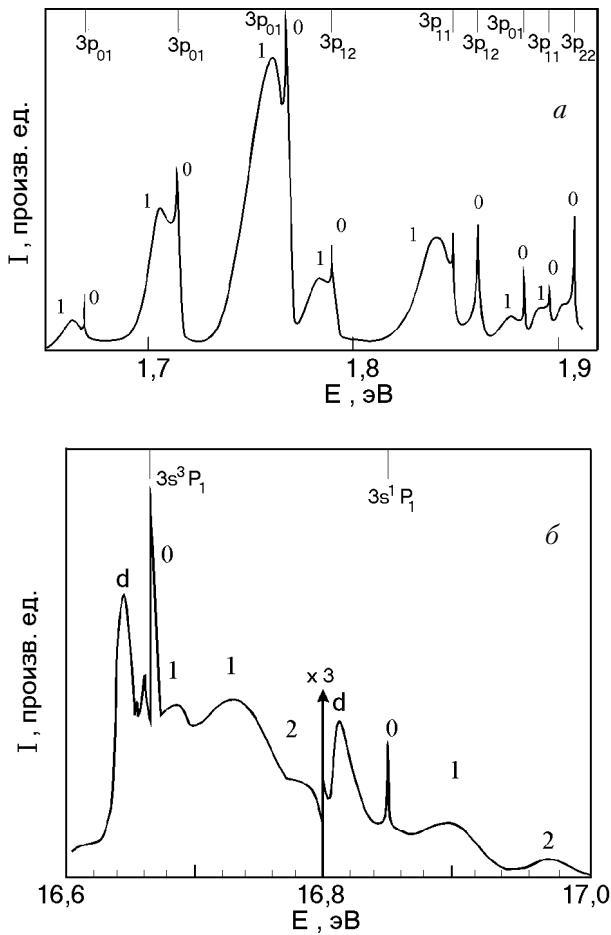 3p01 3p01 3p01 3p12 3p11 3p12 3p01 3p11 3p22
а
I , произв. ед.
1 0 1 0 1 0 1 0 1 0 1 0 1 0 0
1,7 1,8 1,9
E , эВ
3s³P₁ 3s¹P₁
б
I , произв. ед.
d 0 1 1 2 x 3 d 0 1 2
16,6 16,8 17,0
E , эВ